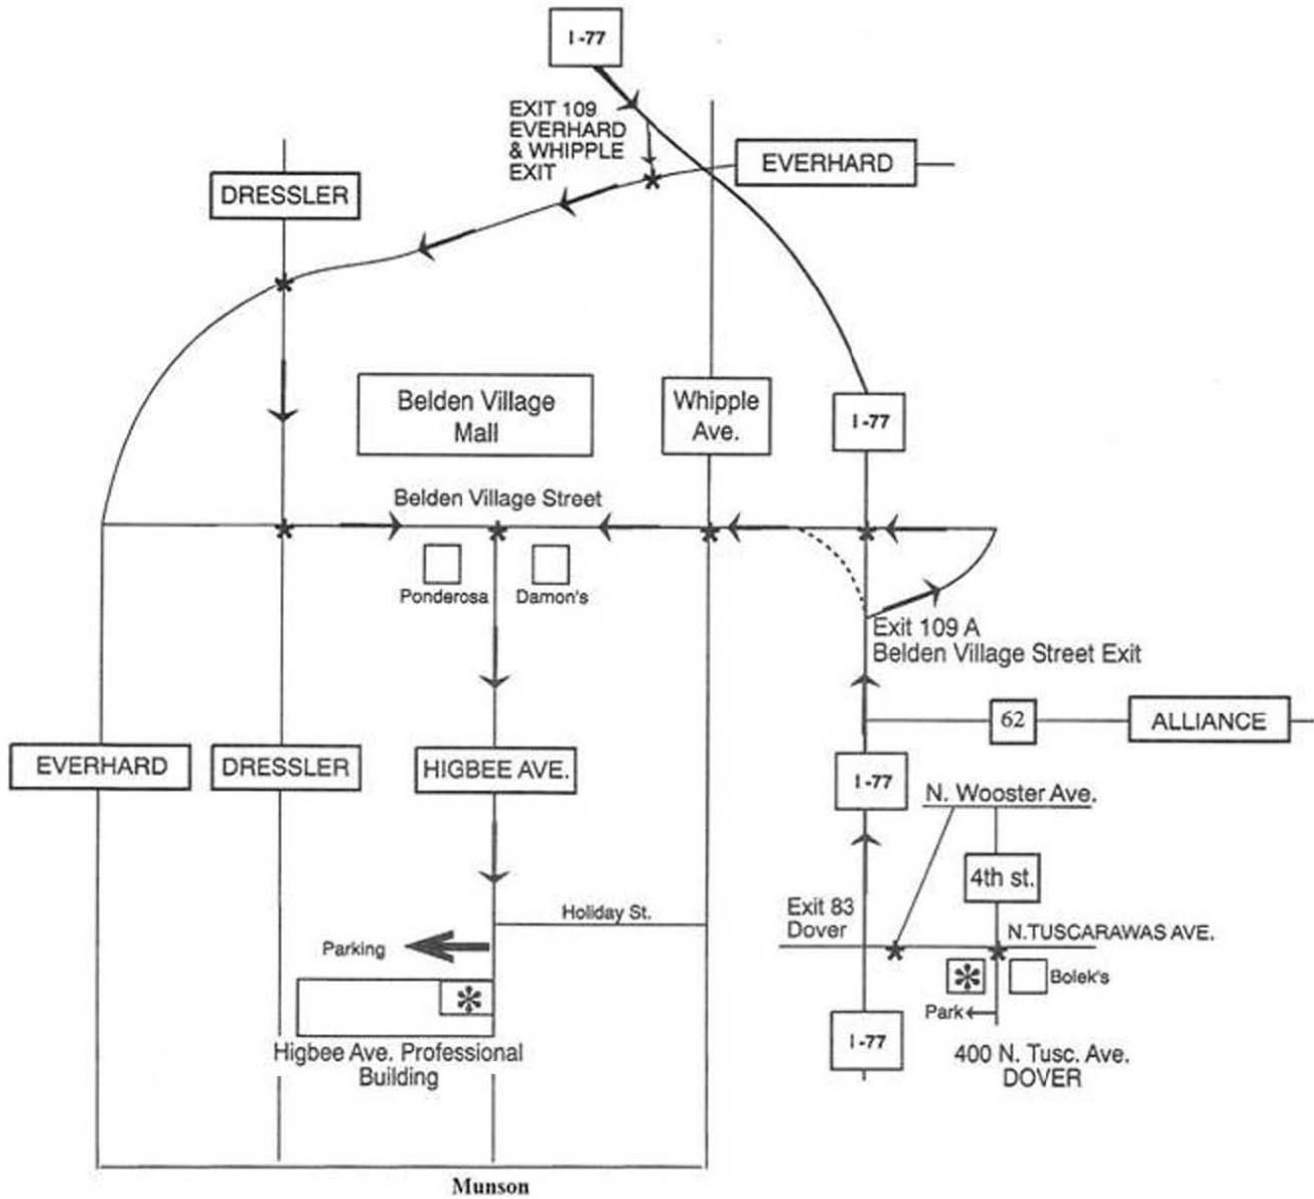 I-77
EXIT 109
EVERHARD
& WHIPPLE
EXIT
EVERHARD
DRESSLER
Belden Village
Mall
Whipple
Ave.
I-77
Belden Village Street
Ponderosa
Damon's
Exit 109 A
Belden Village Street Exit
62
ALLIANCE
EVERHARD
DRESSLER
HIGBEE AVE.
I-77
N. Wooster Ave.
4th st.
Exit 83
Dover
N.TUSCARAWAS AVE.
Holiday St.
Parking
Bolek's
Park
I-77
400 N. Tusc. Ave.
DOVER
Higbee Ave. Professional
Building
Munson